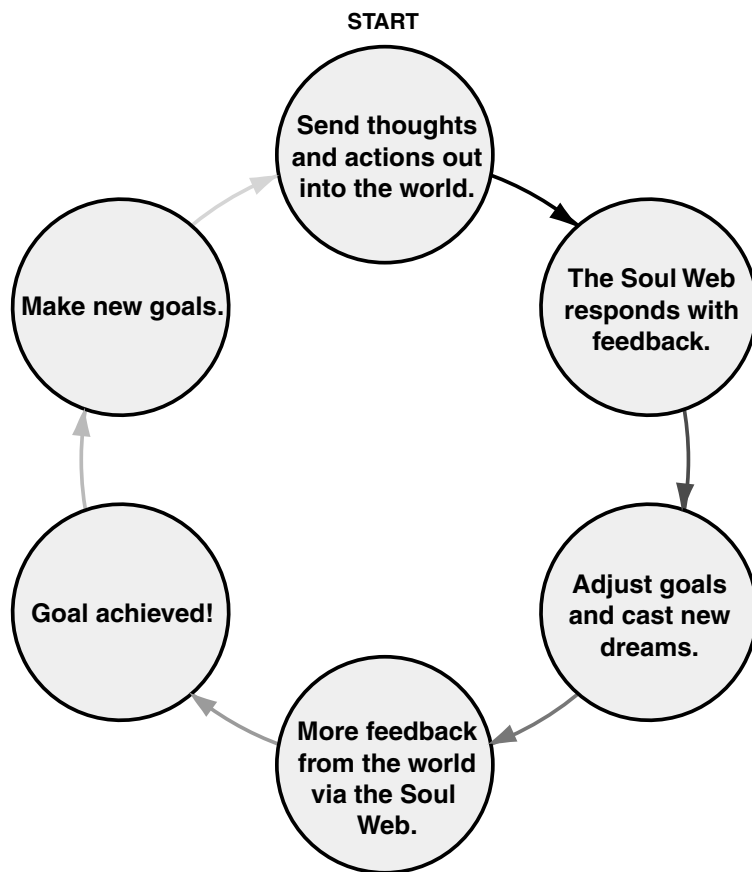 START
Send thoughts
and actions out
into the world.
The Soul Web
responds with
feedback.
Adjust goals
and cast new
dreams.
More feedback
from the world
via the Soul
Web.
Goal achieved!
Make new goals.